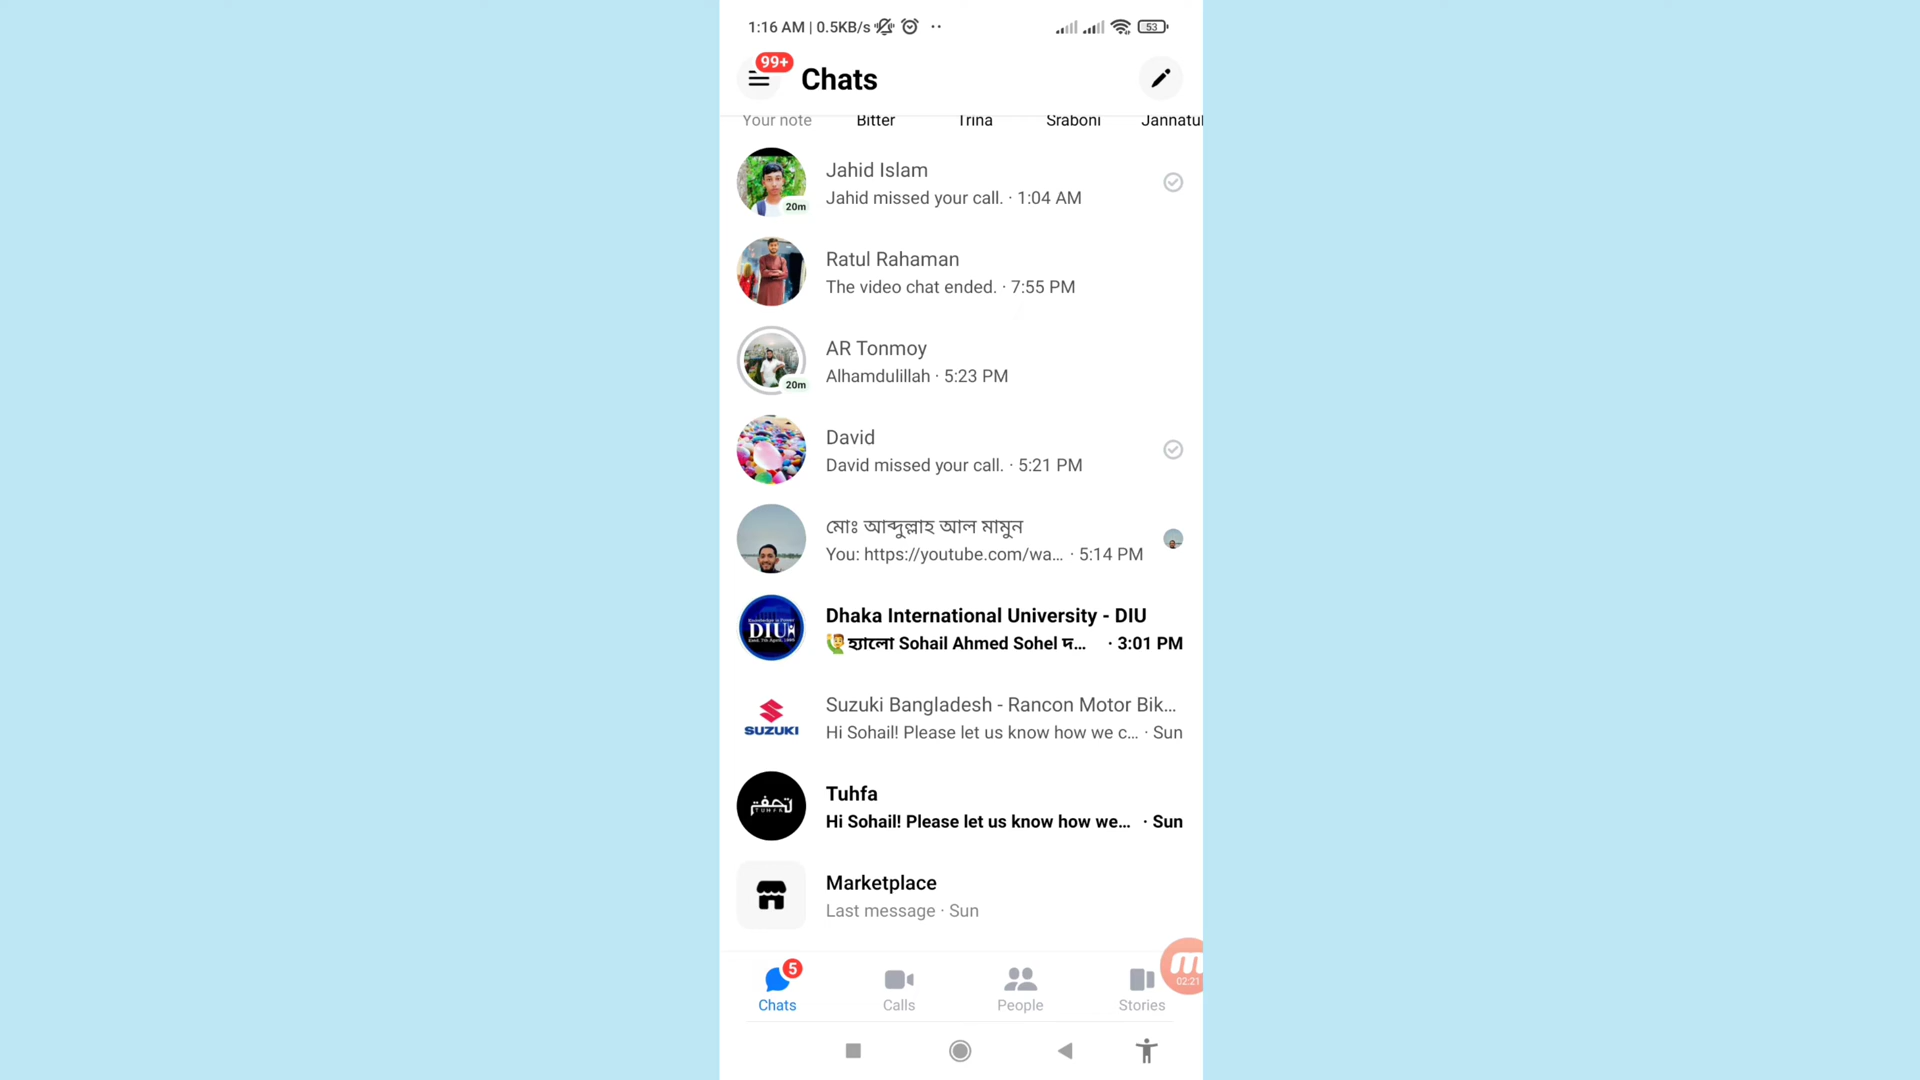 1:16 AM | 0.5KB/s
53
99+
Chats
Your note Bitter Trina Sraboni Jannatul
Jahid Islam
Jahid missed your call. · 1:04 AM
20m
Ratul Rahaman
The video chat ended. · 7:55 PM
AR Tonmoy
Alhamdulillah · 5:23 PM
20m
David
David missed your call. · 5:21 PM
মোঃ আব্দুল্লাহ আল মামুন
You: https://youtube.com/wa... · 5:14 PM
DIU
Dhaka International University - DIU
হ্যালো Sohail Ahmed Sohel দ... · 3:01 PM
SUZUKI
Suzuki Bangladesh - Rancon Motor Bik...
Hi Sohail! Please let us know how we c... · Sun
TUHFA
Tuhfa
Hi Sohail! Please let us know how we... · Sun
Marketplace
Last message · Sun
5
02:21
Chats Calls People Stories